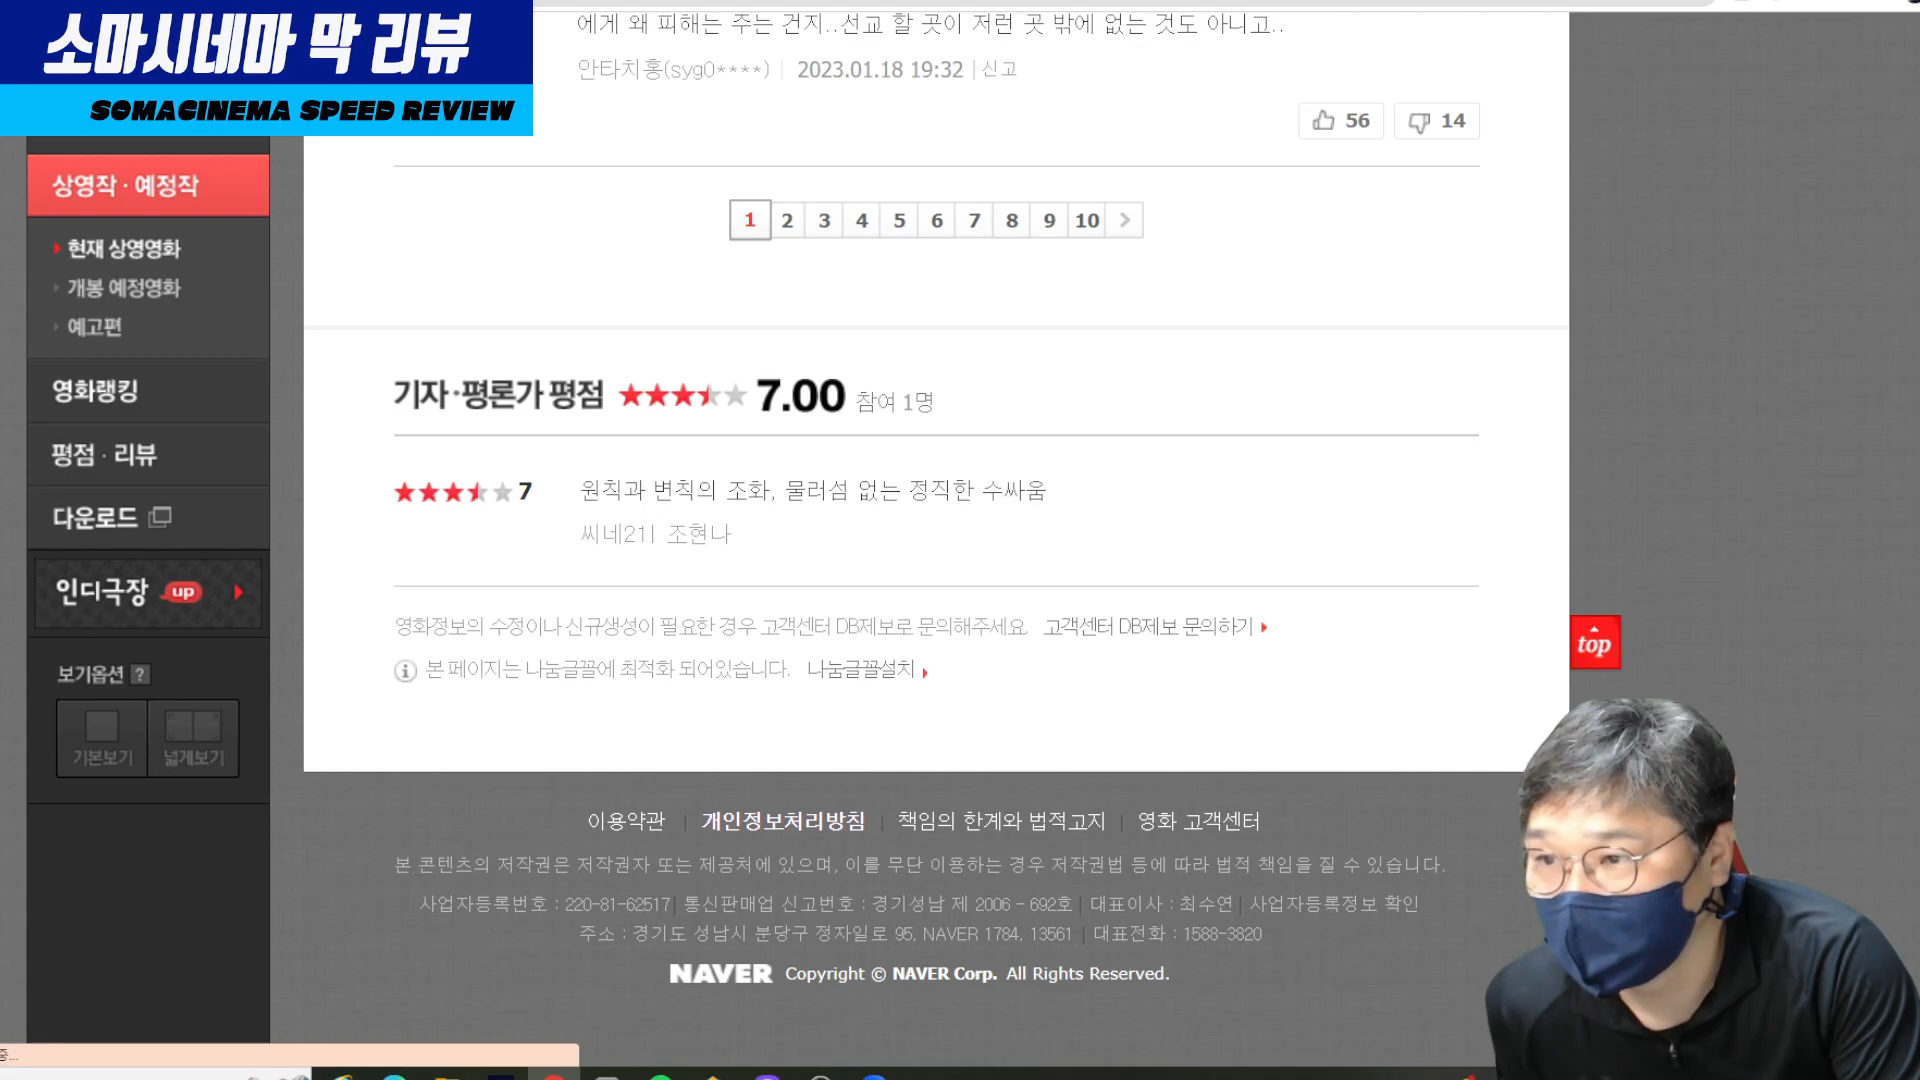 소마시네마 막 리뷰
SOMACINEMA SPEED REVIEW
에게 왜 피해는 주는 건지..선교 할 곳이 저런 곳 밖에 없는 것도 아니고..
안타치홍(syg0****) | 2023.01.18 19:32 | 신고
56 14
1 2 3 4 5 6 7 8 9 10 >
상영작 · 예정작
현재 상영영화
개봉 예정영화
예고편
영화랭킹
평점 · 리뷰
다운로드
인디극장 up
보기옵션 ?
기본보기 넓게보기
기자·평론가 평점 7.00 참여 1명
7 원칙과 변칙의 조화, 물러섬 없는 정직한 수싸움
씨네21| 조현나
영화정보의 수정이나 신규생성이 필요한 경우 고객센터 DB제보로 문의해주세요. 고객센터 DB제보 문의하기
본 페이지는 나눔글꼴에 최적화 되어있습니다. 나눔글꼴설치
top
이용약관 | 개인정보처리방침 | 책임의 한계와 법적고지 | 영화 고객센터
본 콘텐츠의 저작권은 저작권자 또는 제공처에 있으며, 이를 무단 이용하는 경우 저작권법 등에 따라 법적 책임을 질 수 있습니다.
사업자등록번호 : 220-81-62517 | 통신판매업 신고번호 : 경기성남 제 2006 - 692호 | 대표이사 : 최수연 | 사업자등록정보 확인
주소 : 경기도 성남시 분당구 정자일로 95, NAVER 1784, 13561 | 대표전화 : 1588-3820
NAVER Copyright © NAVER Corp. All Rights Reserved.
중...